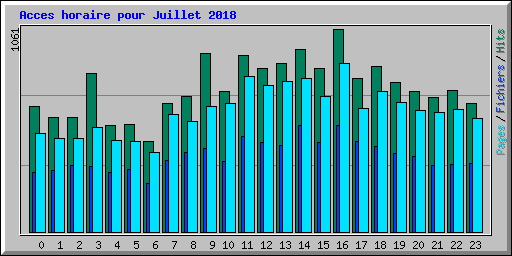 Acces horaire pour Juillet 2018
1061
Pages/Fichiers/Hits
0 1 2 3 4 5 6 7 8 9 10 11 12 13 14 15 16 17 18 19 20 21 22 23